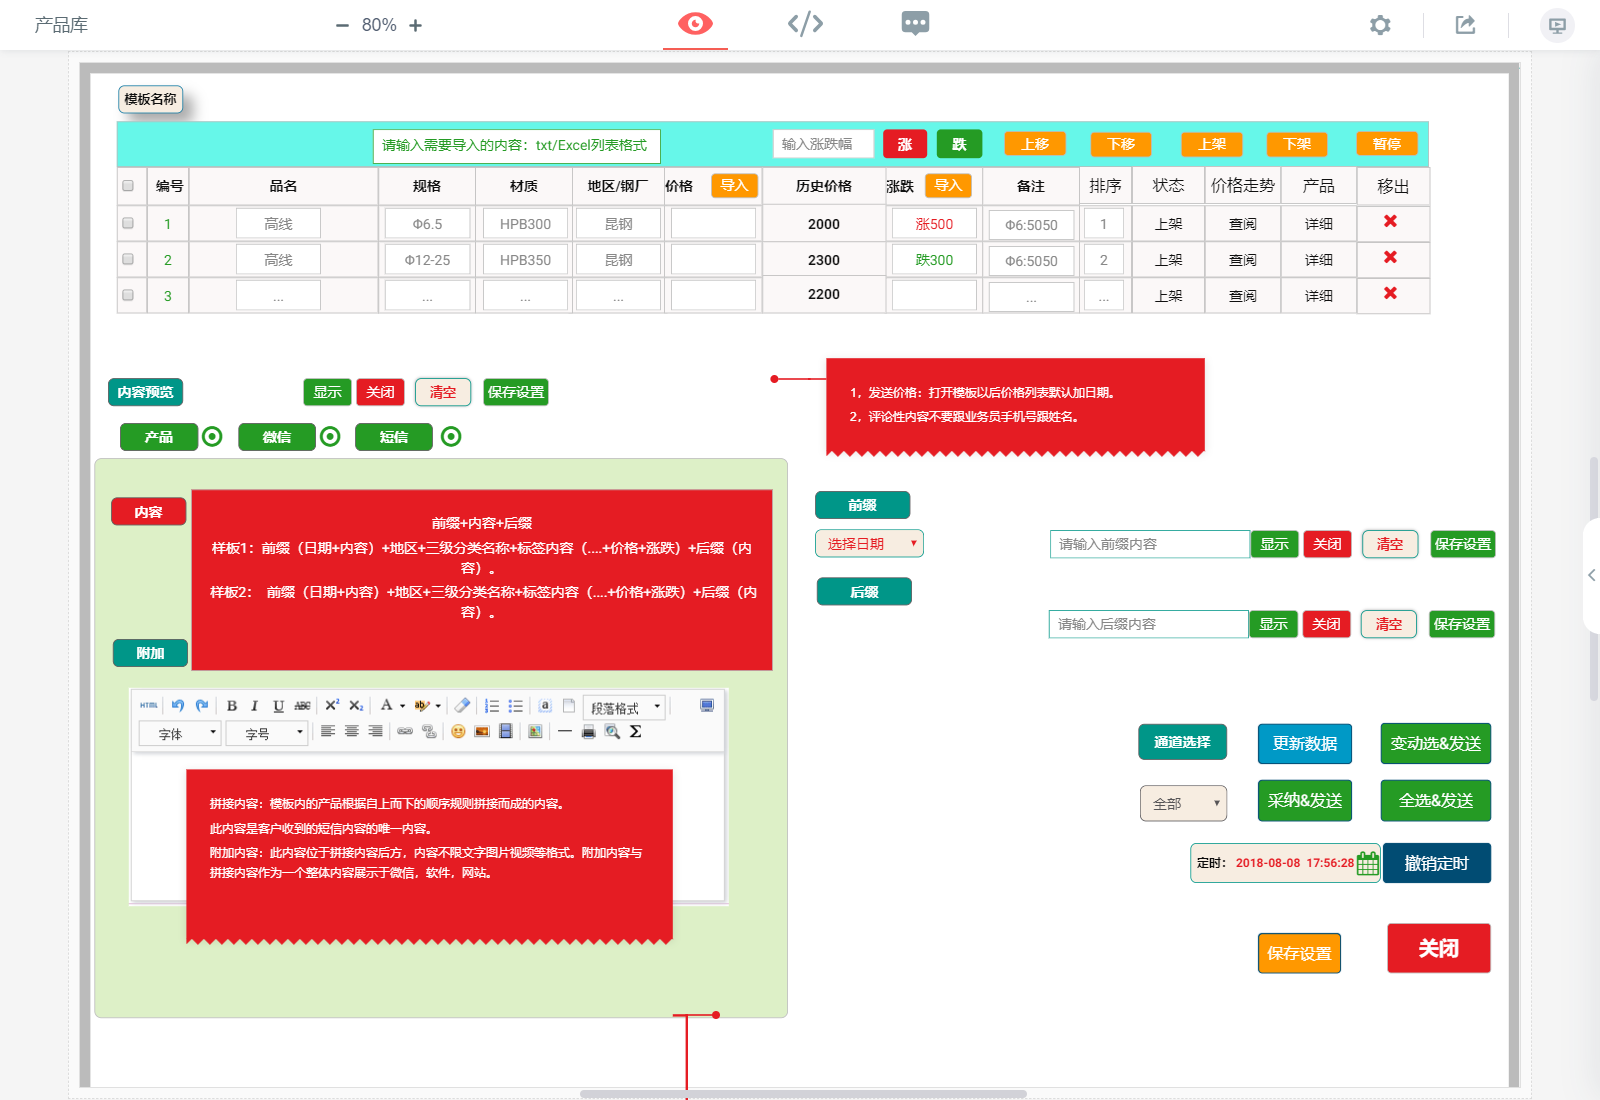 产品库
80%
模板名称
请输入需要导入的内容：txt/Excel列表格式
输入涨跌幅
涨
跌
上移
下移
上架
下架
暂停
编号 品名 规格 材质 地区/钢厂 价格 导入 历史价格 涨跌 导入 备注 排序 状态 价格走势 产品 移出
1 高线 Φ6.5 HPB300 昆钢 2000 涨500 Φ6:5050 1 上架 查阅 详细
2 高线 Φ12-25 HPB350 昆钢 2300 跌300 Φ6:5050 2 上架 查阅 详细
3 ... ... ... ... 2200 ... ... 上架 查阅 详细
内容预览 显示 关闭 清空 保存设置
产品 微信 短信
1，发送价格：打开模板以后价格列表默认加日期。
2，评论性内容不要跟业务员手机号跟姓名。
内容
前缀+内容+后缀
样板1：前缀（日期+内容）+地区+三级分类名称+标签内容（....+价格+涨跌）+后缀（内
容）。
样板2： 前缀（日期+内容）+地区+三级分类名称+标签内容（....+价格+涨跌）+后缀（内
容）。
附加
HTML B I U ABC X² X₂ A ab a 段落格式
字体 字号 Σ
拼接内容：模板内的产品根据自上而下的顺序规则拼接而成的内容。
此内容是客户收到的短信内容的唯一内容。
附加内容：此内容位于拼接内容后方，内容不限文字图片视频等格式。附加内容与
拼接内容作为一个整体内容展示于微信，软件，网站。
前缀
选择日期 请输入前缀内容 显示 关闭 清空 保存设置
后缀
请输入后缀内容 显示 关闭 清空 保存设置
通道选择 更新数据 变动选&发送
全部 采纳&发送 全选&发送
定时： 2018-08-08 17:56:28 撤销定时
保存设置 关闭